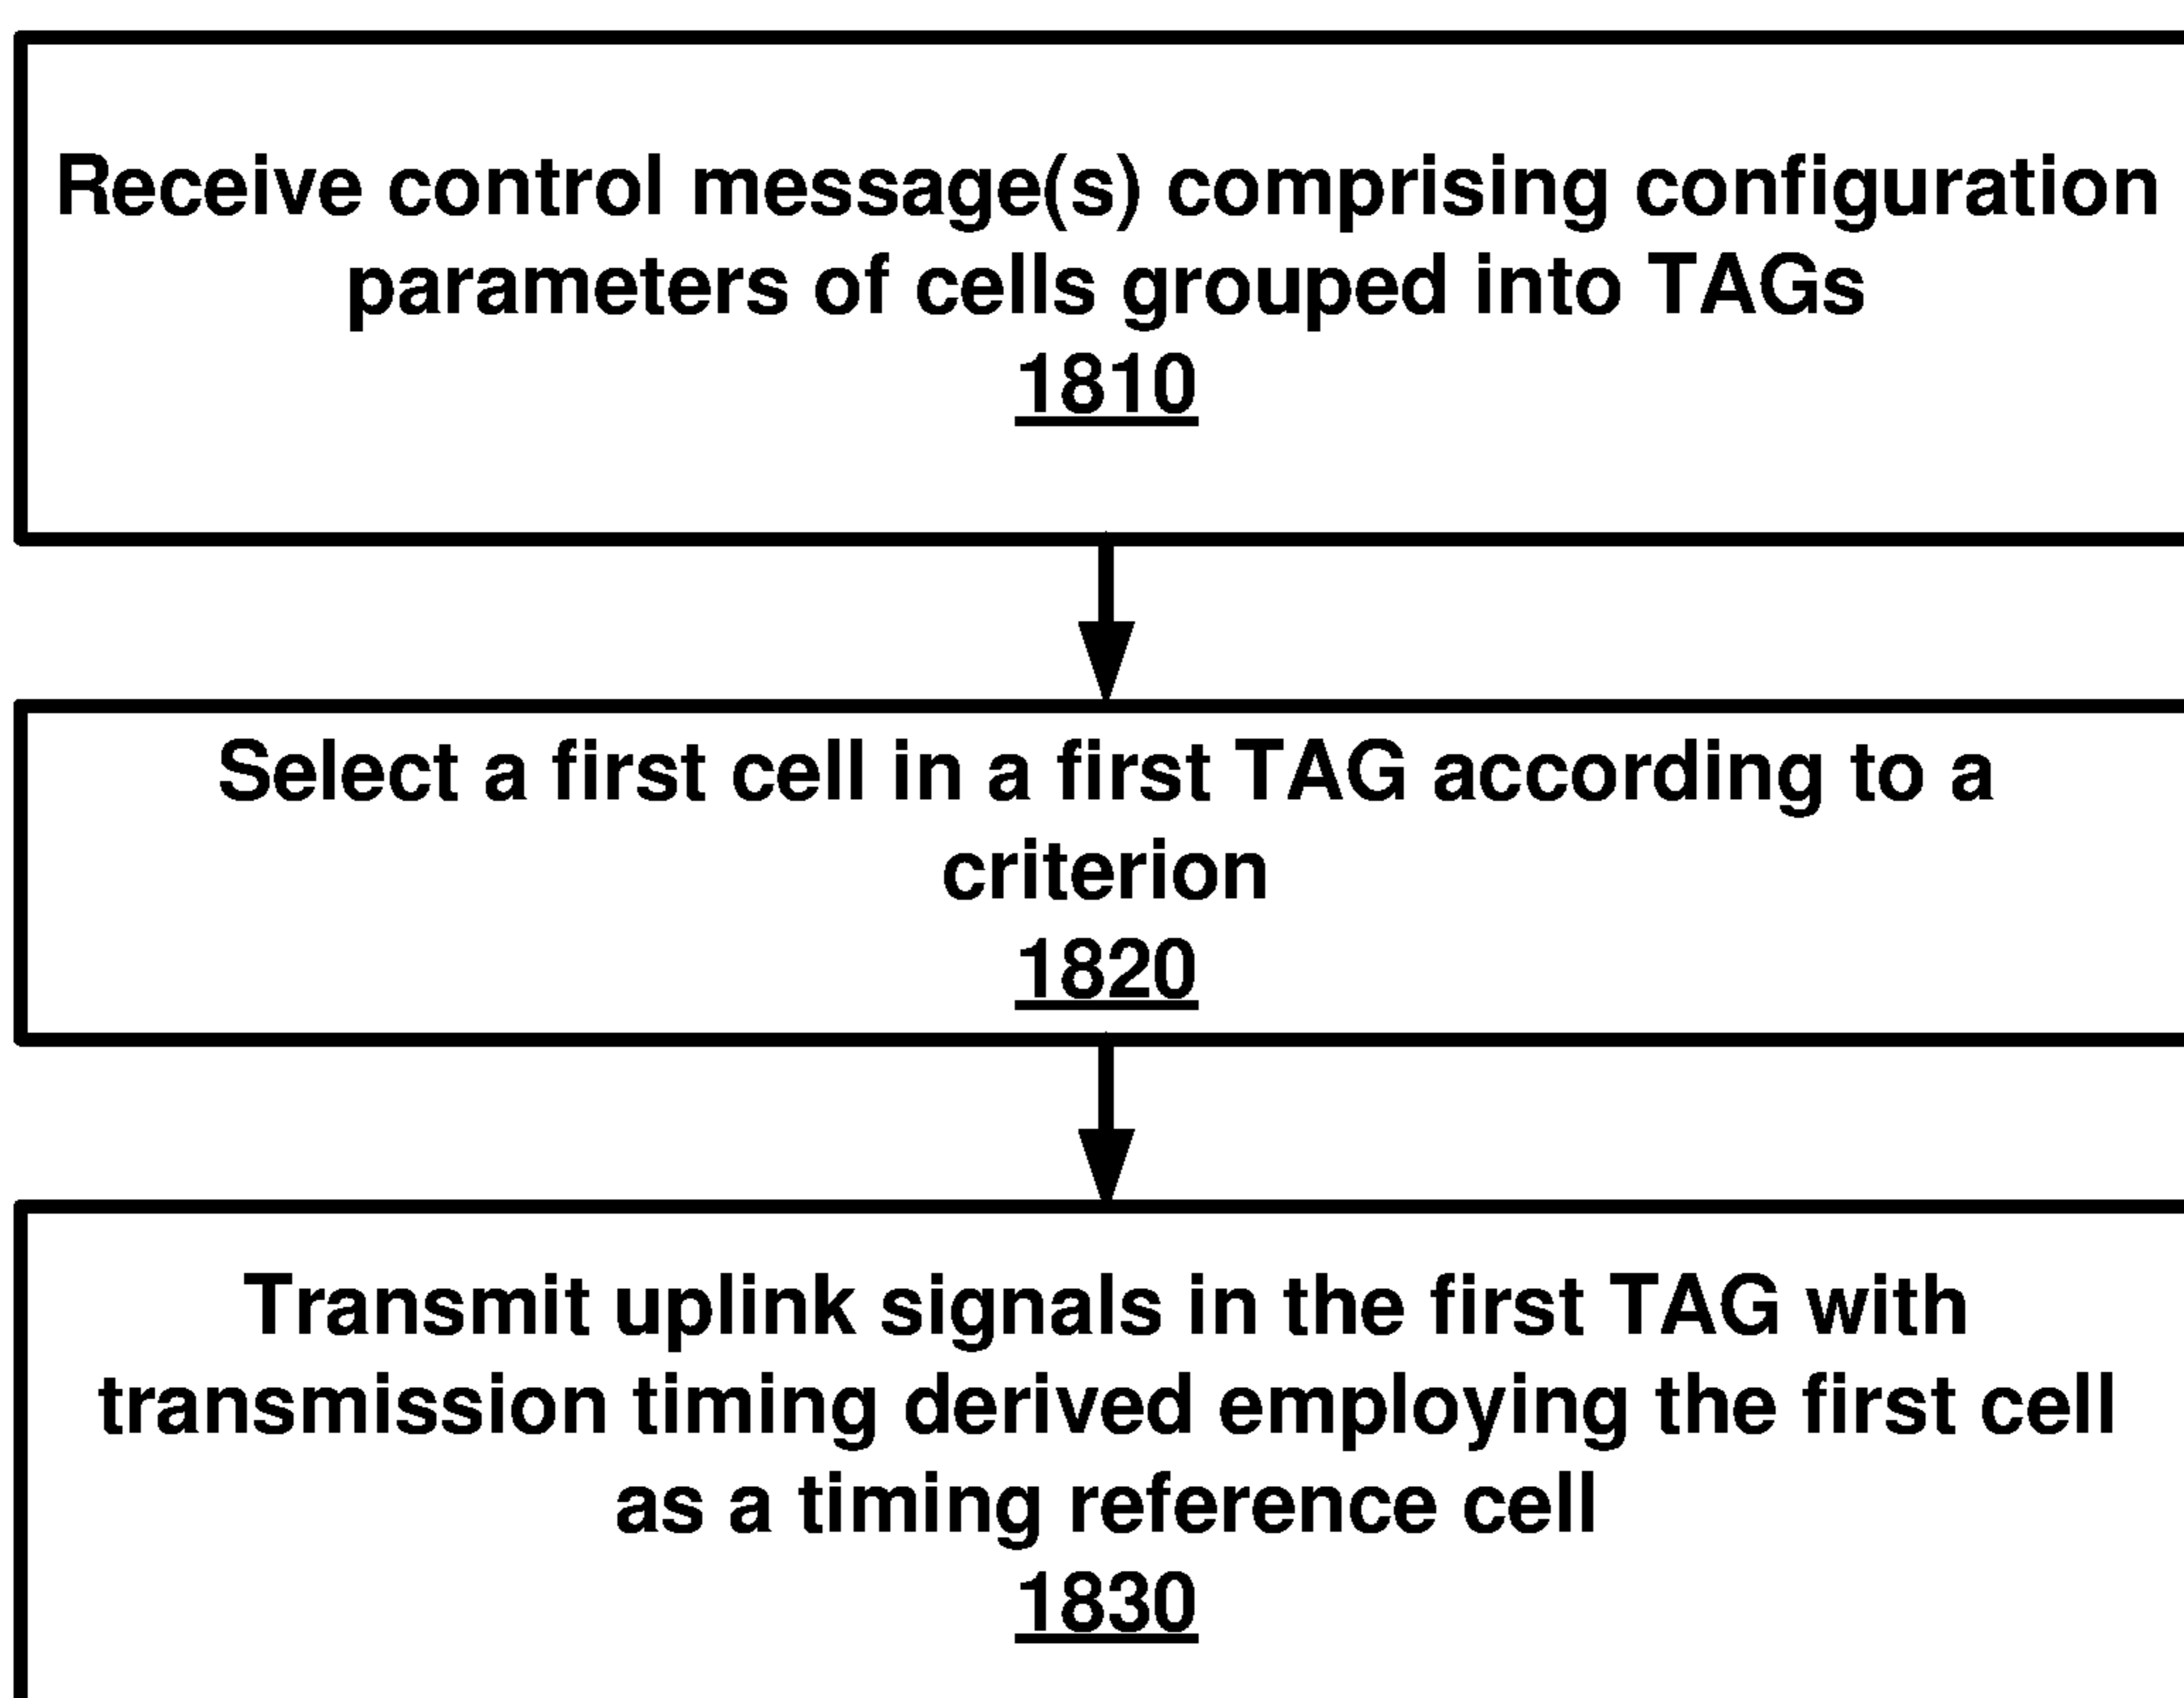 Receive control message(s) comprising configuration
parameters of cells grouped into TAGs
1810
Select a first cell in a first TAG according to a
criterion
1820
Transmit uplink signals in the first TAG with
transmission timing derived employing the first cell
as a timing reference cell
1830